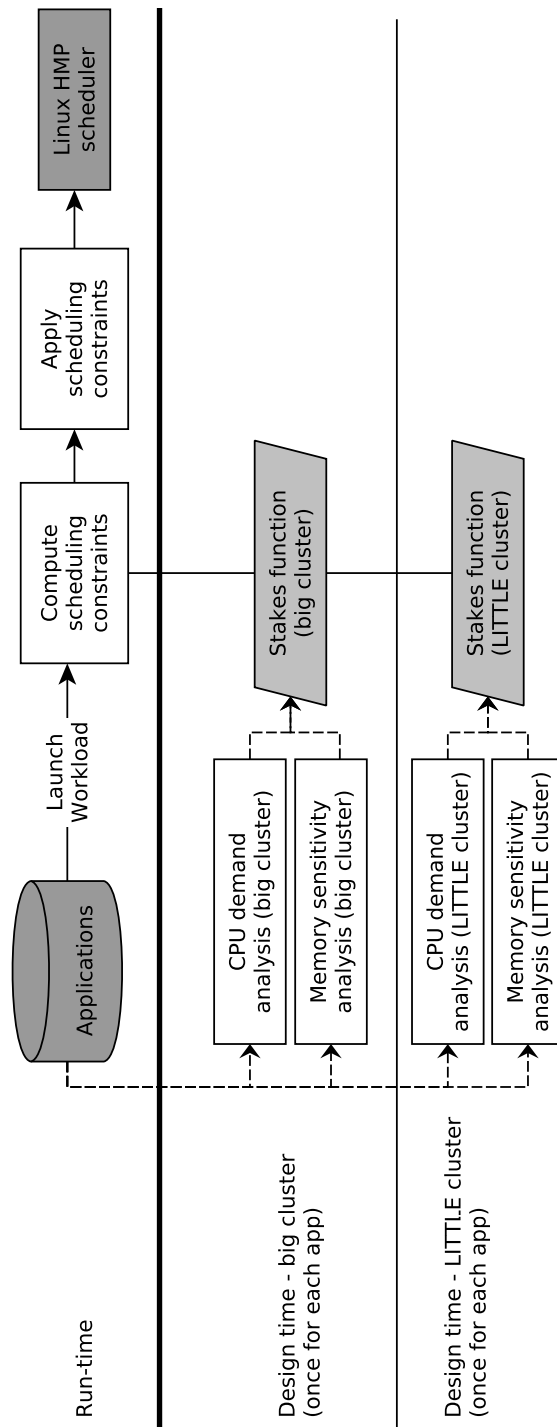 Run-time
Applications
Launch
Workload
Compute
scheduling
constraints
Apply
scheduling
constraints
Linux HMP
scheduler
Design time - big cluster
(once for each app)
CPU demand
analysis (big cluster)
Memory sensitivity
analysis (big cluster)
Stakes function
(big cluster)
Design time - LITTLE cluster
(once for each app)
CPU demand
analysis (LITTLE cluster)
Memory sensitivity
analysis (LITTLE cluster)
Stakes function
(LITTLE cluster)